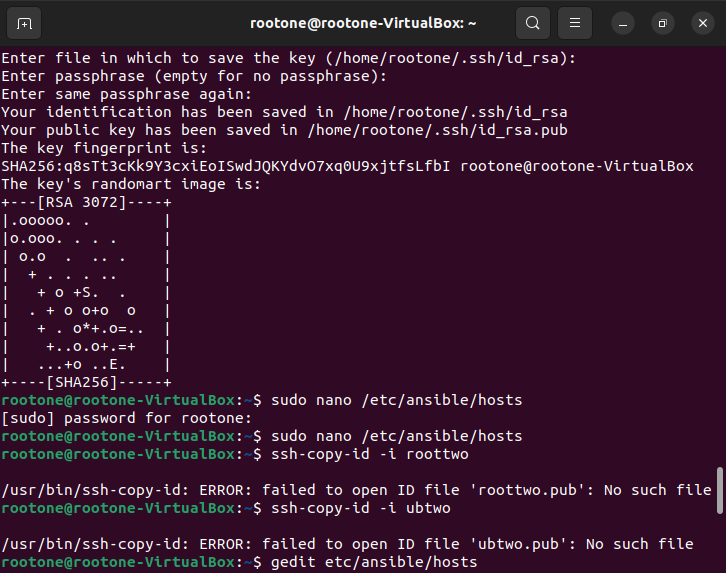 rootone@rootone-VirtualBox: ~
Enter file in which to save the key (/home/rootone/.ssh/id_rsa):
Enter passphrase (empty for no passphrase):
Enter same passphrase again:
Your identification has been saved in /home/rootone/.ssh/id_rsa
Your public key has been saved in /home/rootone/.ssh/id_rsa.pub
The key fingerprint is:
SHA256:q8sTt3cKk9Y3cxiEoISwdJQKYdvO7xq0U9xjtfsLfbI rootone@rootone-VirtualBox
The key's randomart image is:
+---[RSA 3072]----+
|.ooooo. .        |
|o.ooo. . . .     |
| o.o  .  .. .    |
|  + . . . ..     |
|   + o +S.  .    |
|  . + o o+o  o   |
|   + . o*+.o=..  |
|    +..o.o+.=+   |
|   ...+o ..E.    |
+----[SHA256]-----+
rootone@rootone-VirtualBox:~$ sudo nano /etc/ansible/hosts
[sudo] password for rootone:
rootone@rootone-VirtualBox:~$ sudo nano /etc/ansible/hosts
rootone@rootone-VirtualBox:~$ ssh-copy-id -i roottwo
/usr/bin/ssh-copy-id: ERROR: failed to open ID file 'roottwo.pub': No such file
rootone@rootone-VirtualBox:~$ ssh-copy-id -i ubtwo
/usr/bin/ssh-copy-id: ERROR: failed to open ID file 'ubtwo.pub': No such file
rootone@rootone-VirtualBox:~$ gedit etc/ansible/hosts